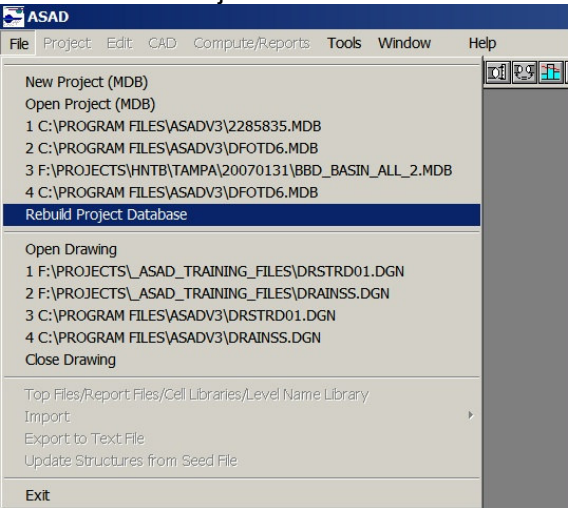 ASAD
File Project Edit CAD Compute/Reports Tools Window Help
New Project (MDB)
Open Project (MDB)
1 C:\PROGRAM FILES\ASADV3\2285835.MDB
2 C:\PROGRAM FILES\ASADV3\DFOTD6.MDB
3 F:\PROJECTS\HNTB\TAMPA\20070131\BBD_BASIN_ALL_2.MDB
4 C:\PROGRAM FILES\ASADV3\DFOTD6.MDB
Rebuild Project Database
Open Drawing
1 F:\PROJECTS\_ASAD_TRAINING_FILES\DRSTRD01.DGN
2 F:\PROJECTS\_ASAD_TRAINING_FILES\DRAINSS.DGN
3 C:\PROGRAM FILES\ASADV3\DRSTRD01.DGN
4 C:\PROGRAM FILES\ASADV3\DRAINSS.DGN
Close Drawing
Top Files/Report Files/Cell Libraries/Level Name Library
Import
Export to Text File
Update Structures from Seed File
Exit